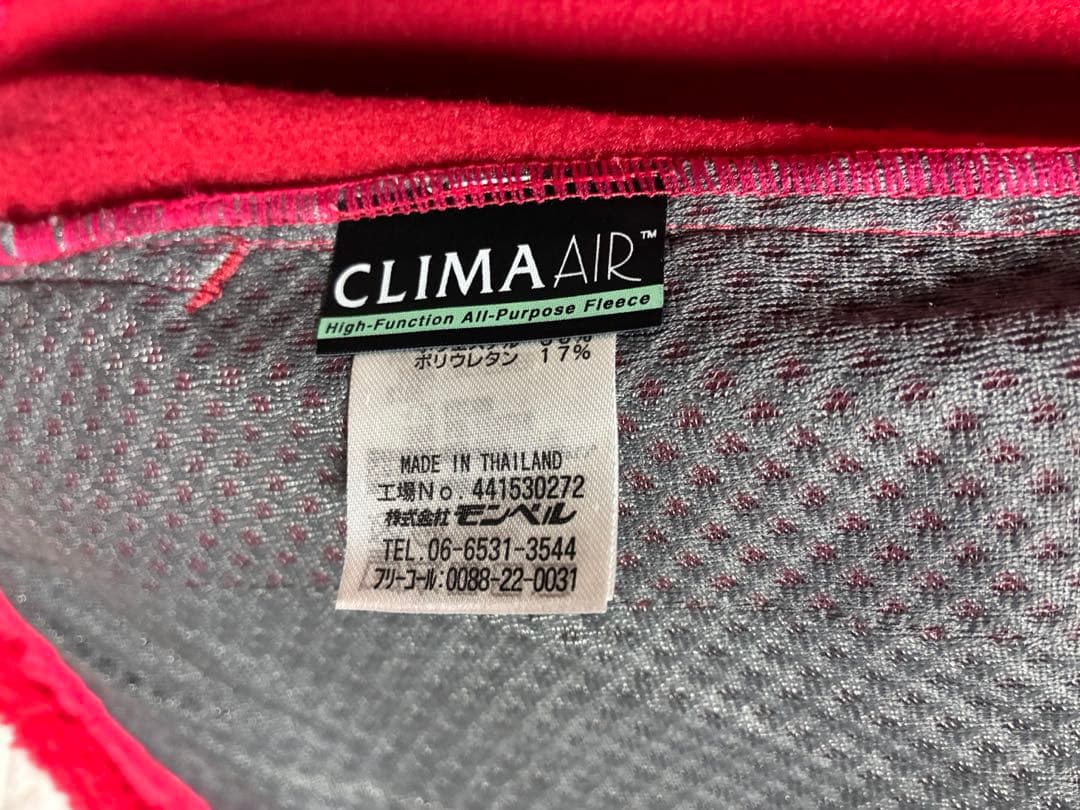 CLIMA AIR™
High-Function All-Purpose Fleece
ポリウレタン 17%
MADE IN THAILAND
工場No. 441530272
株式会社 モンベル
TEL. 06-6531-3544
フリーコール:0088-22-0031